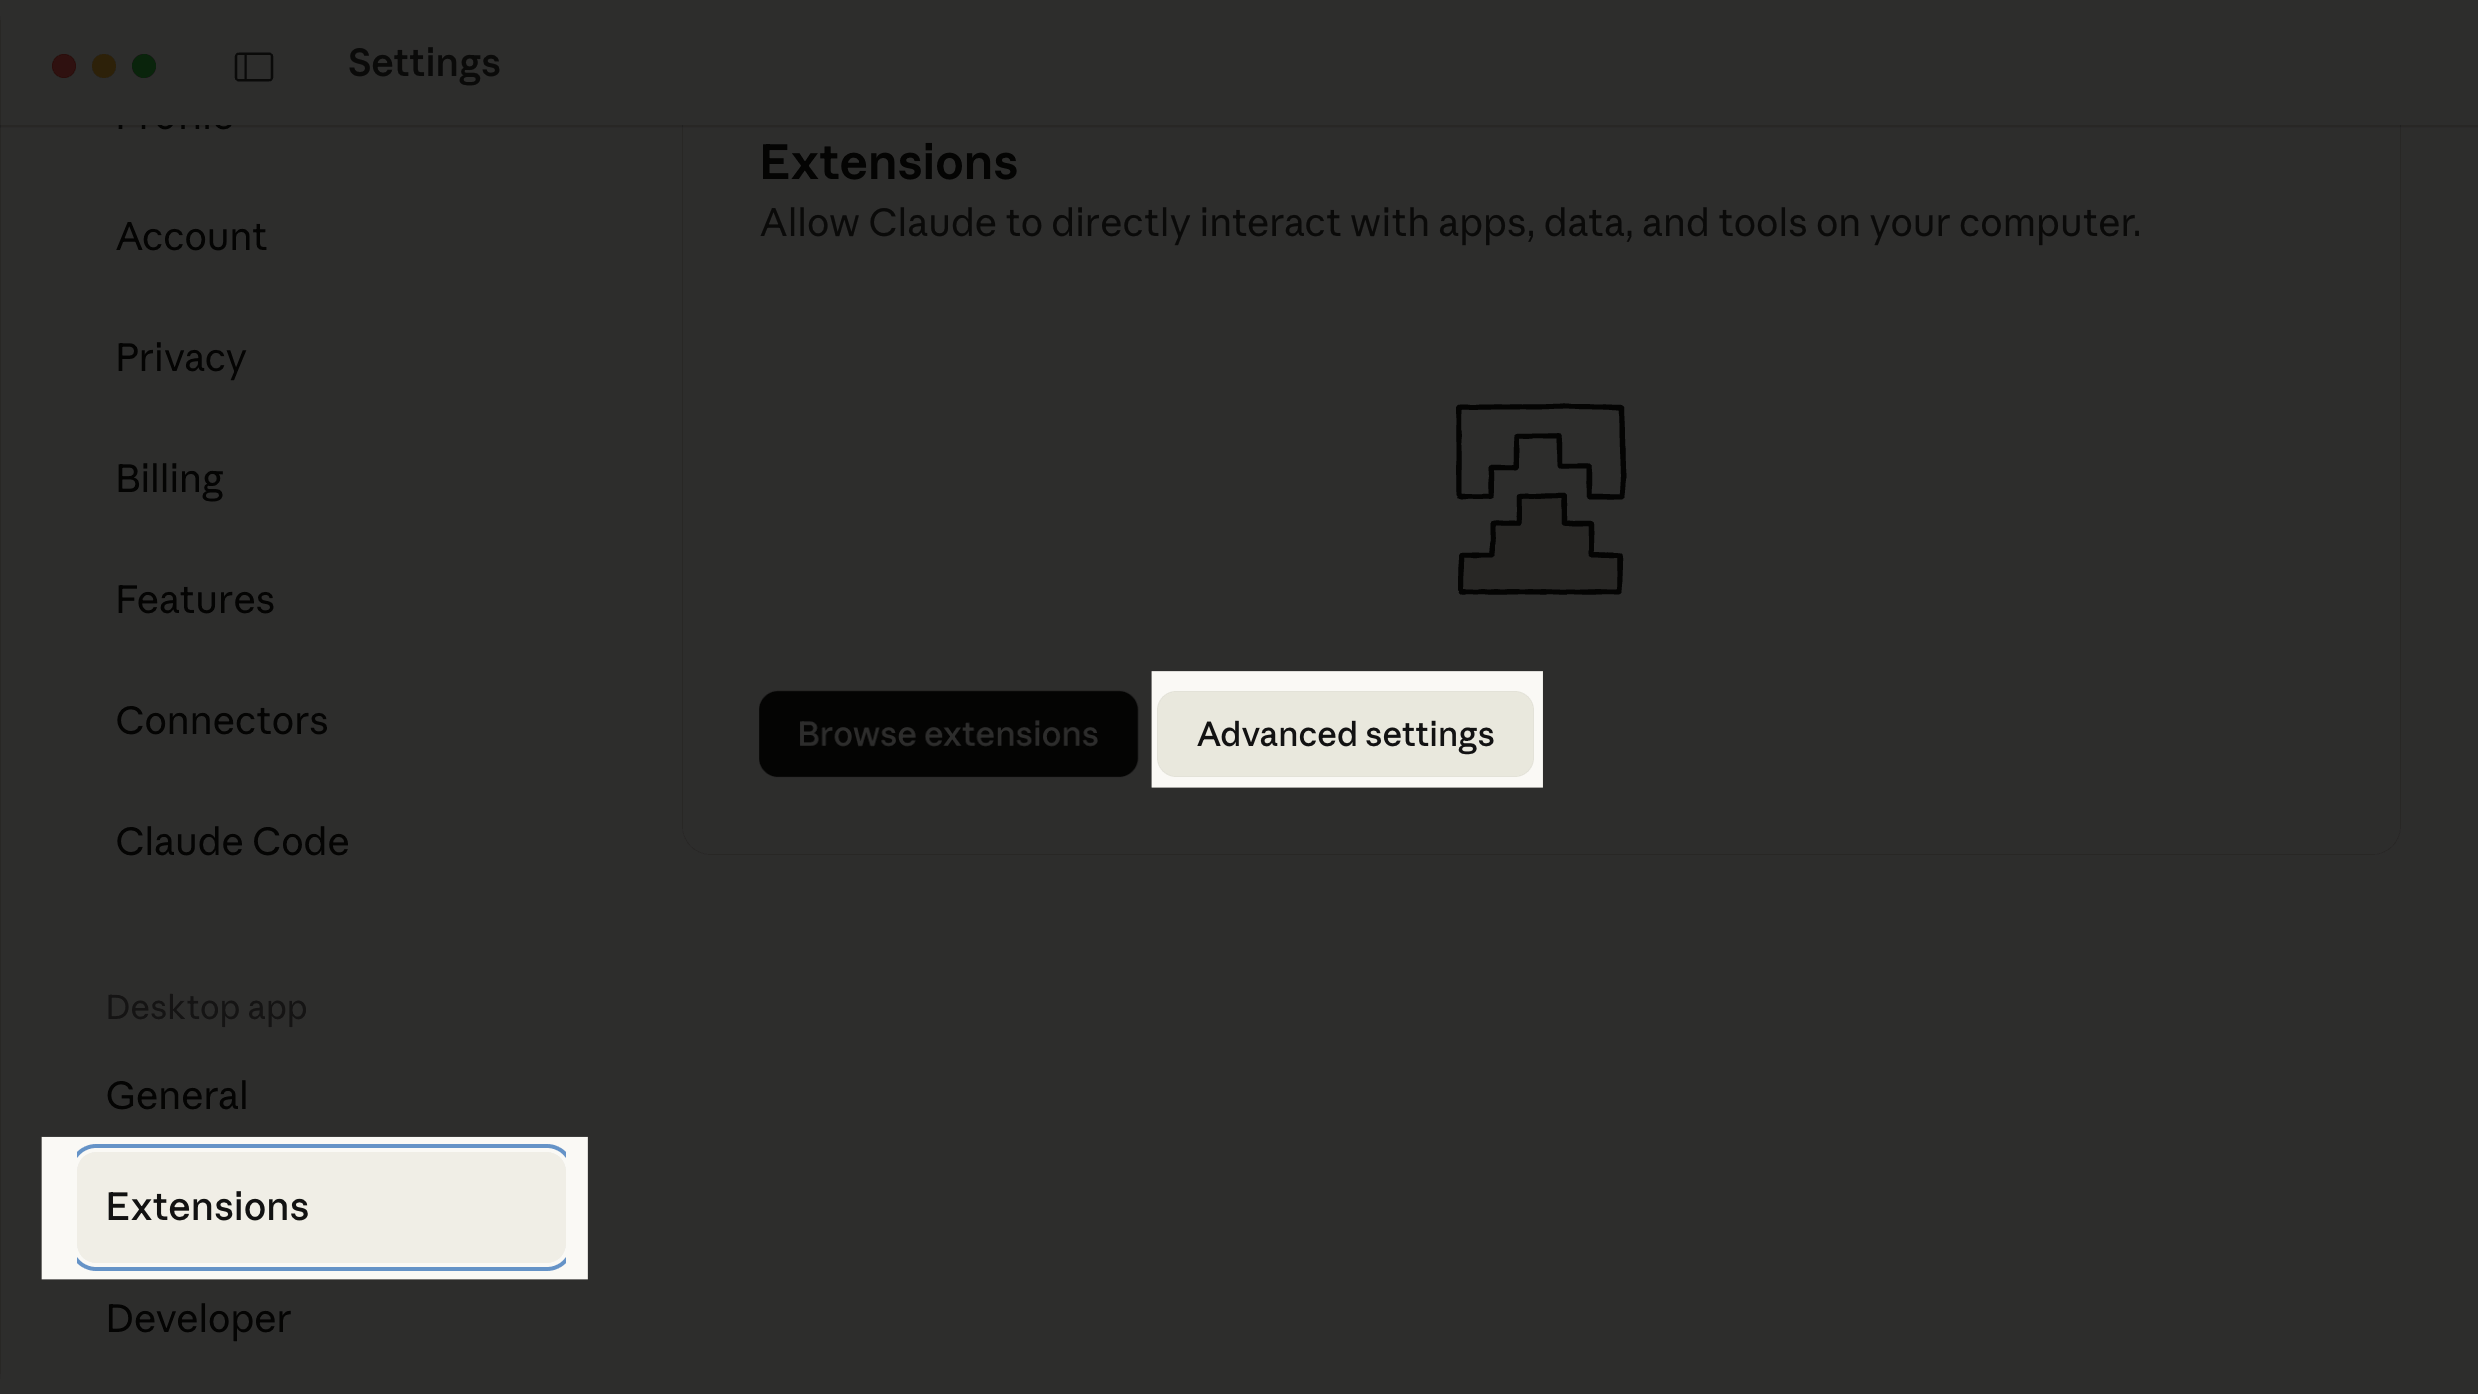 Settings
Profile
Account
Privacy
Billing
Features
Connectors
Claude Code
Desktop app
General
Extensions
Developer
Extensions
Allow Claude to directly interact with apps, data, and tools on your computer.
Browse extensions
Advanced settings